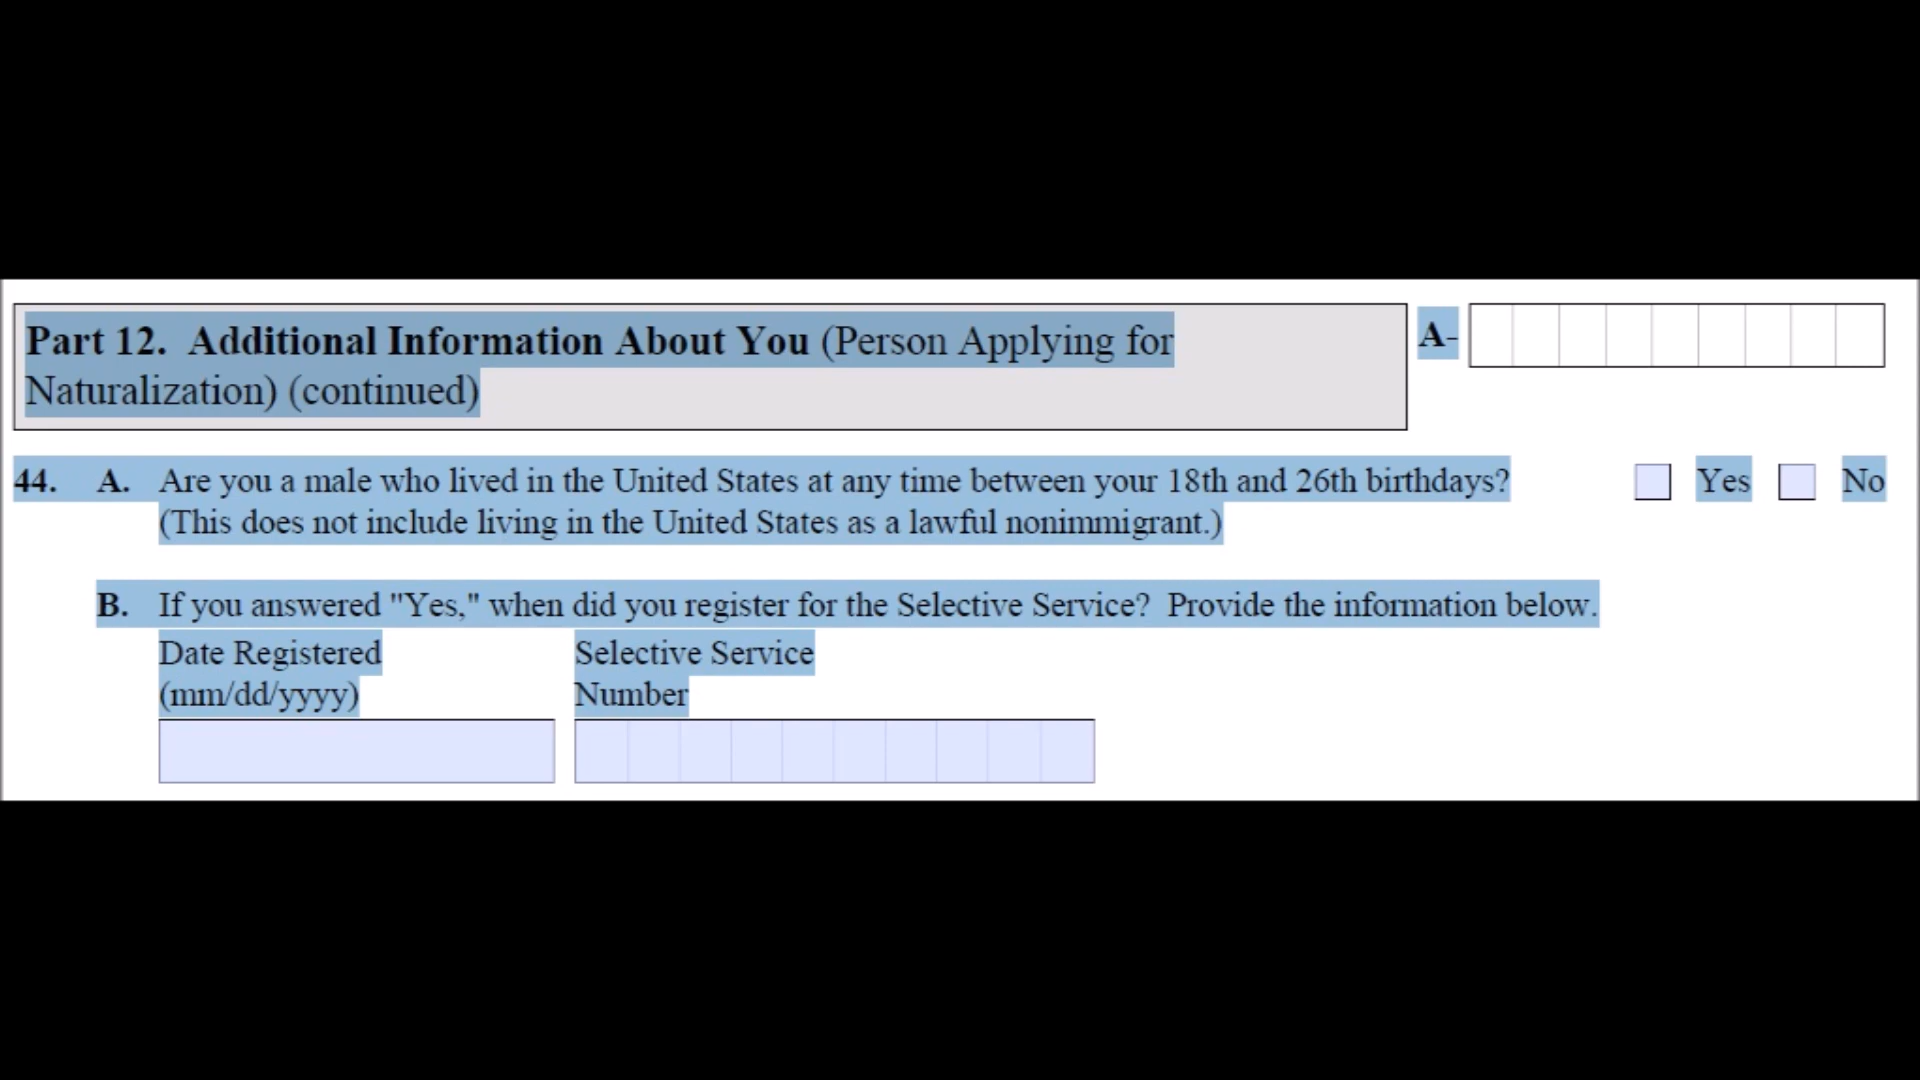 Part 12.  Additional Information About You (Person Applying for
Naturalization) (continued)
A-
44. A. Are you a male who lived in the United States at any time between your 18th and 26th birthdays? Yes No
(This does not include living in the United States as a lawful nonimmigrant.)
B. If you answered "Yes," when did you register for the Selective Service?  Provide the information below.
Date Registered Selective Service
(mm/dd/yyyy) Number